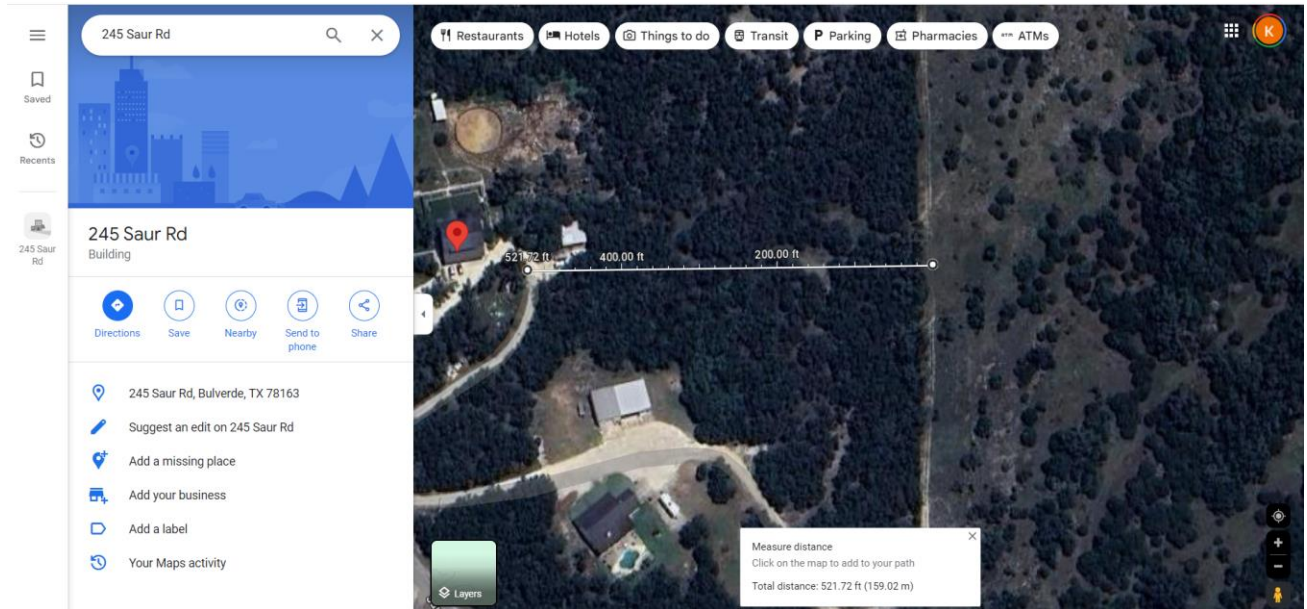 245 Saur Rd
Saved
Recents
245 Saur
Rd
245 Saur Rd
Building
Directions
Save
Nearby
Send to
phone
Share
245 Saur Rd, Bulverde, TX 78163
Suggest an edit on 245 Saur Rd
Add a missing place
Add your business
Add a label
Your Maps activity
Restaurants
Hotels
Things to do
Transit
P Parking
Pharmacies
ATM ATMs
K
521.72 ft
400.00 ft
200.00 ft
Layers
Measure distance
Click on the map to add to your path
Total distance: 521.72 ft (159.02 m)